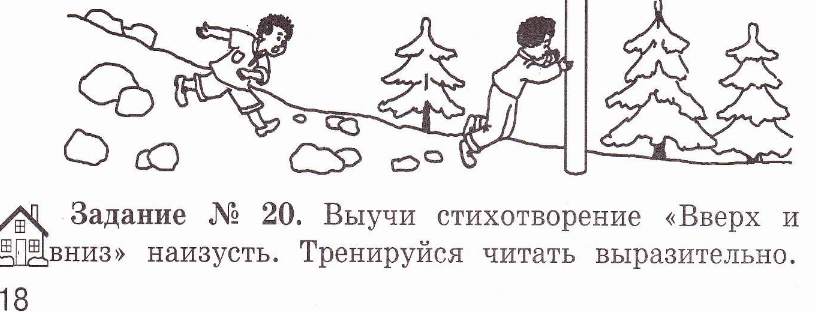 Задание № 20. Выучи стихотворение «Вверх и
вниз» наизусть. Тренируйся читать выразительно.
18